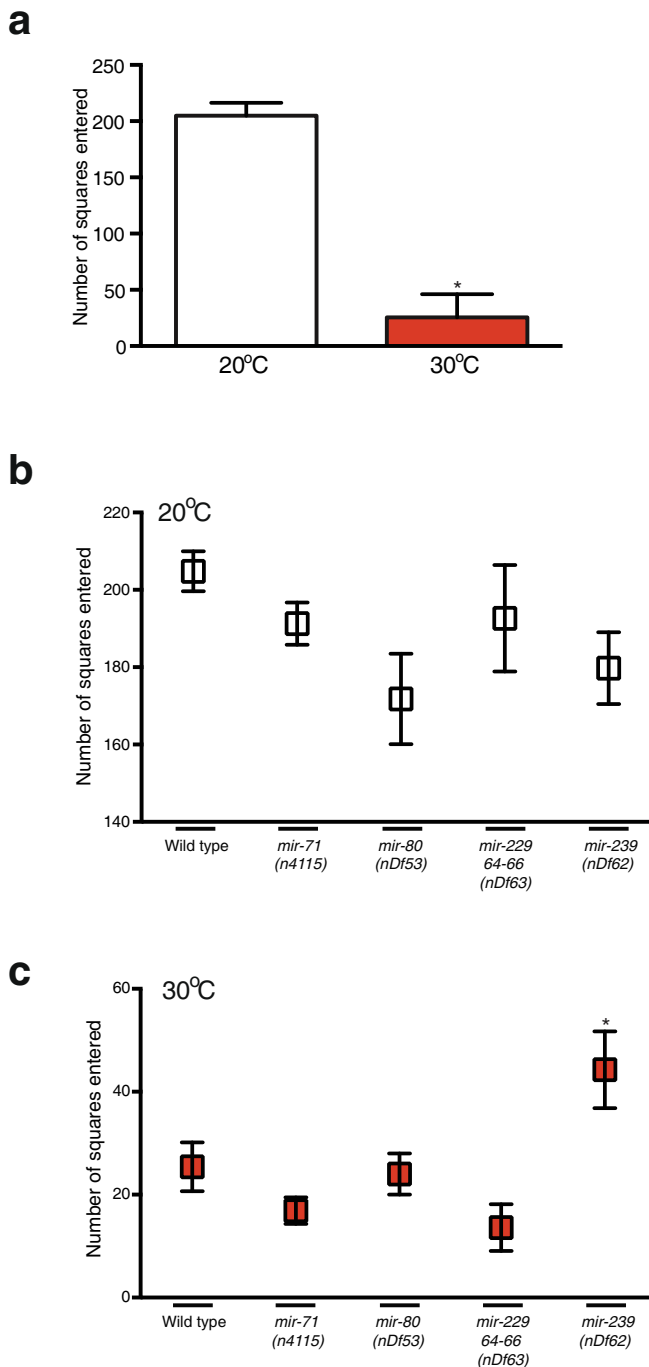 a
Number of squares entered
250
200
150
100
50
0
*
20°C
30°C
b
20°C
Number of squares entered
220
200
180
160
140
Wild type
mir-71
(n4115)
mir-80
(nDf53)
mir-229
64-66
(nDf63)
mir-239
(nDf62)
c
30°C
Number of squares entered
60
40
20
0
*
Wild type
mir-71
(n4115)
mir-80
(nDf53)
mir-229
64-66
(nDf63)
mir-239
(nDf62)